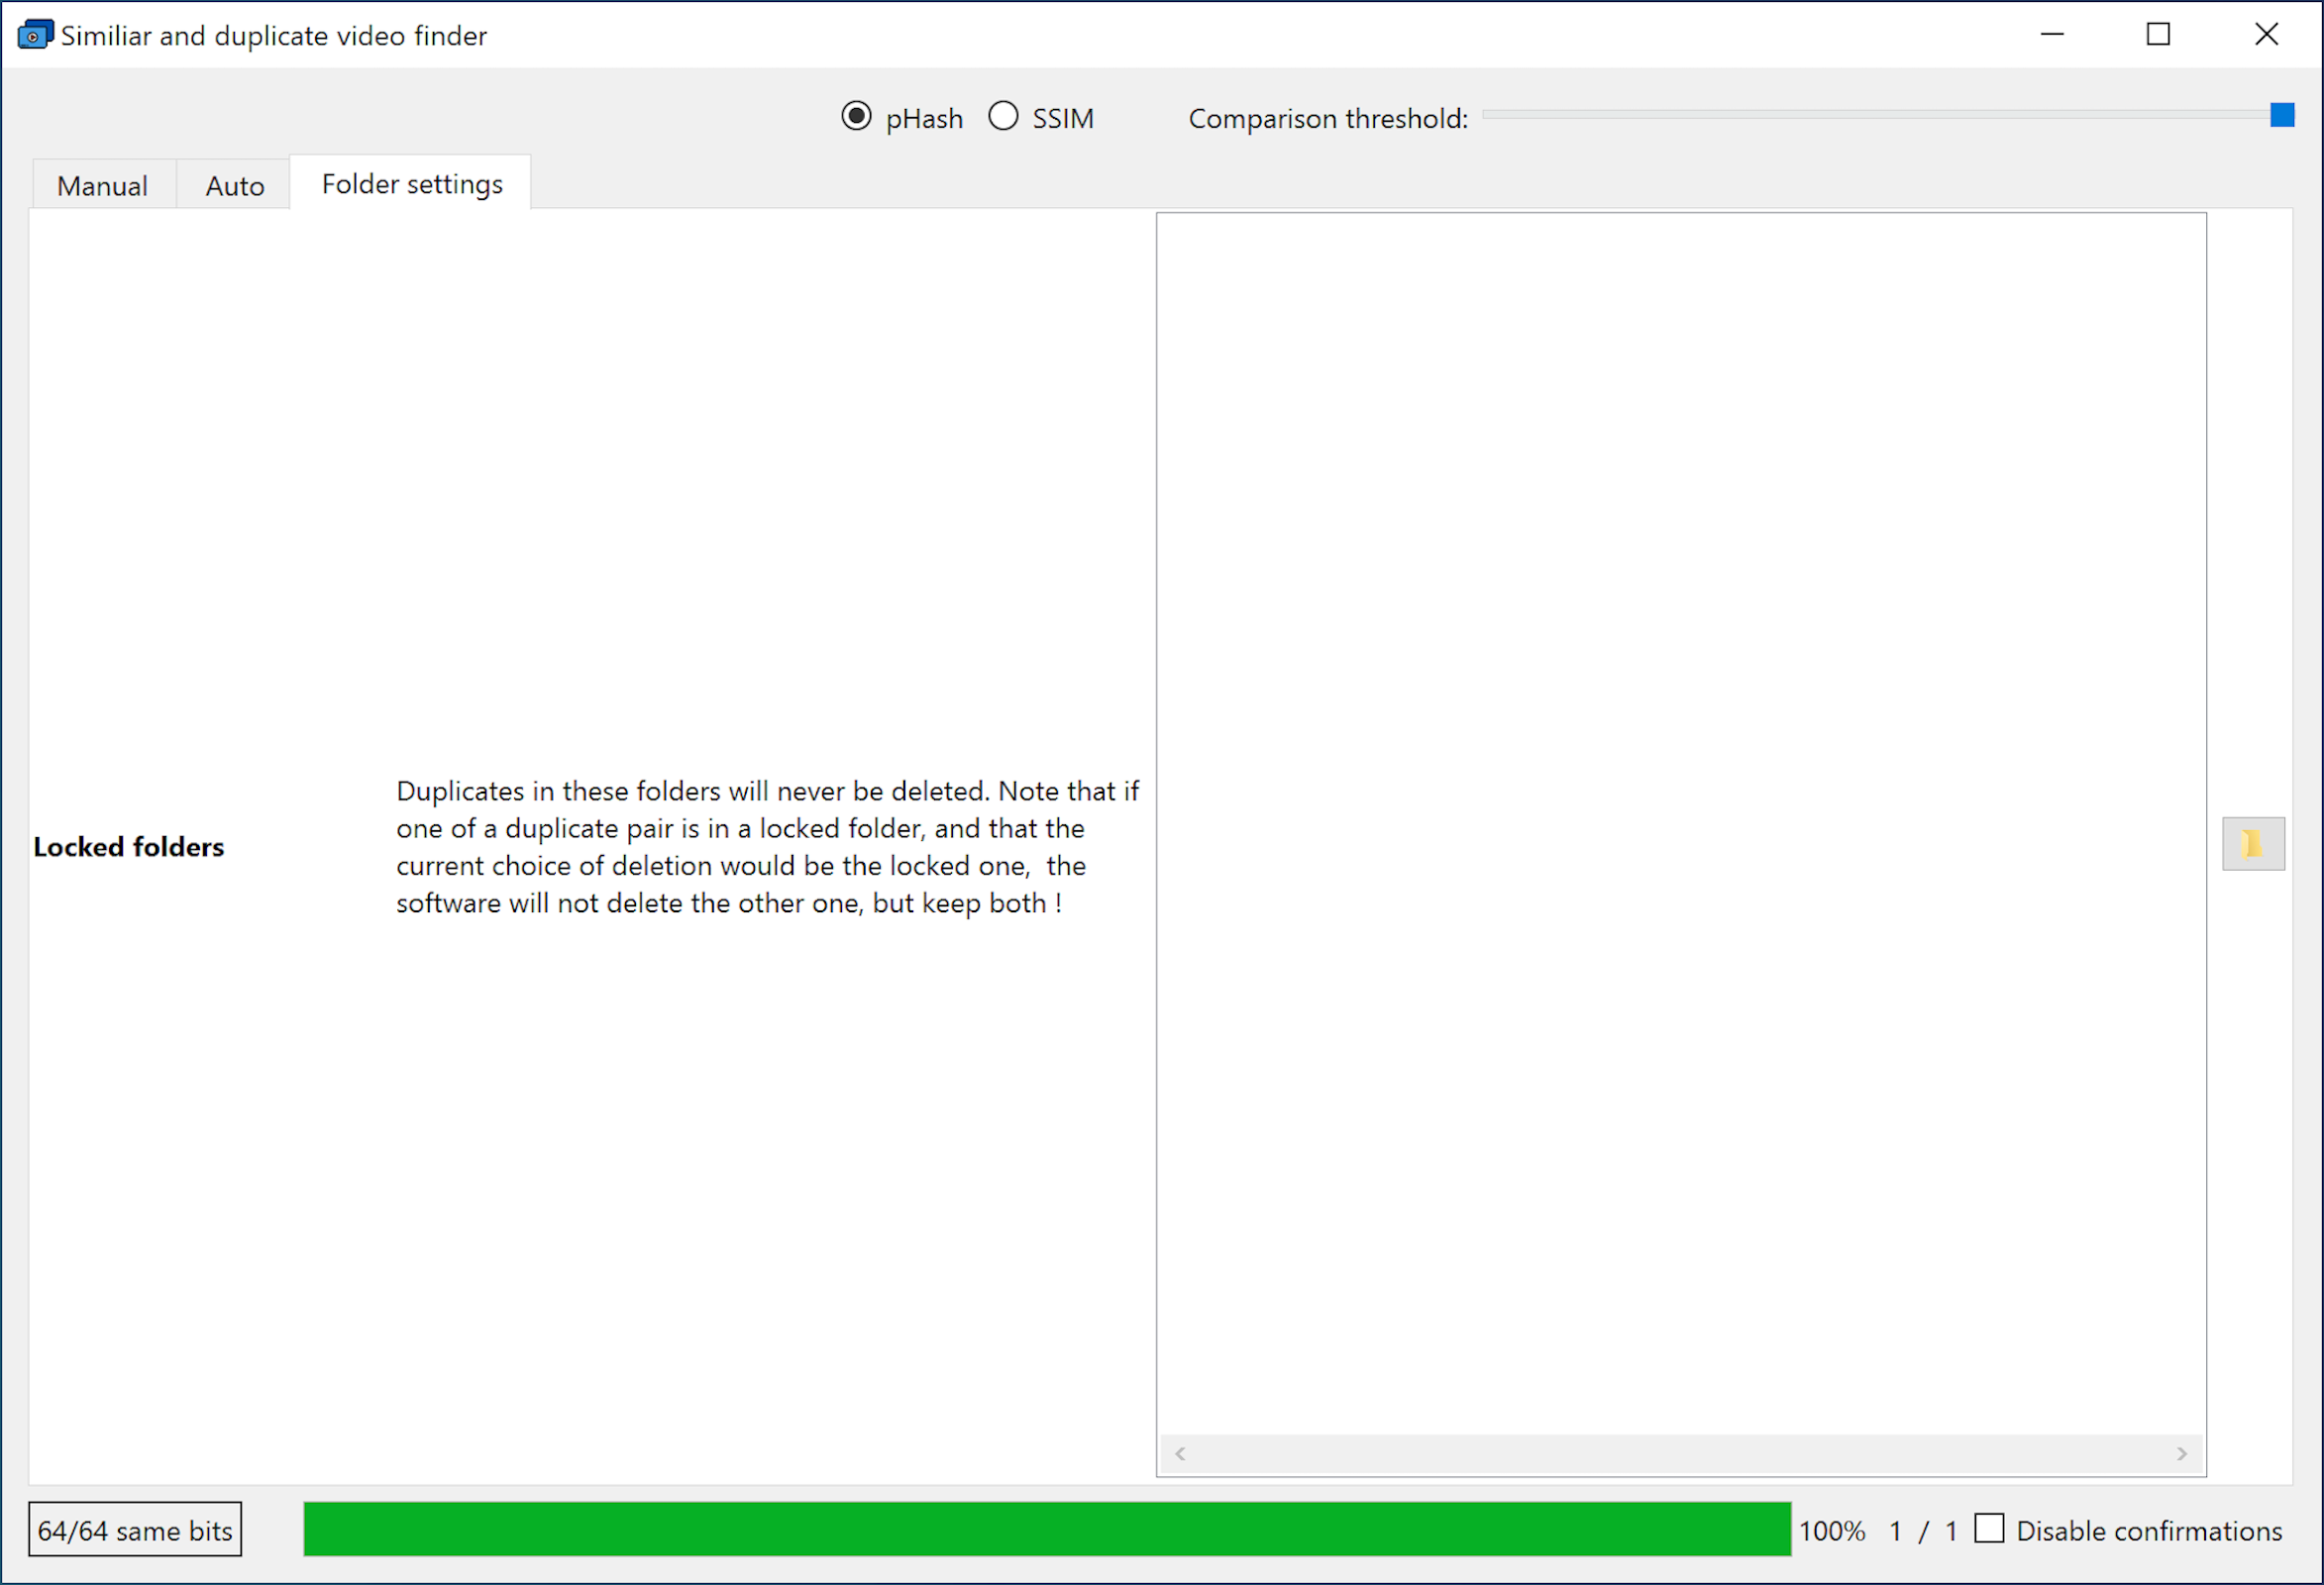 Similiar and duplicate video finder
pHash SSIM Comparison threshold:
Manual Auto Folder settings
Locked folders
Duplicates in these folders will never be deleted. Note that if
one of a duplicate pair is in a locked folder, and that the
current choice of deletion would be the locked one,  the
software will not delete the other one, but keep both !
64/64 same bits 100% 1 / 1 Disable confirmations